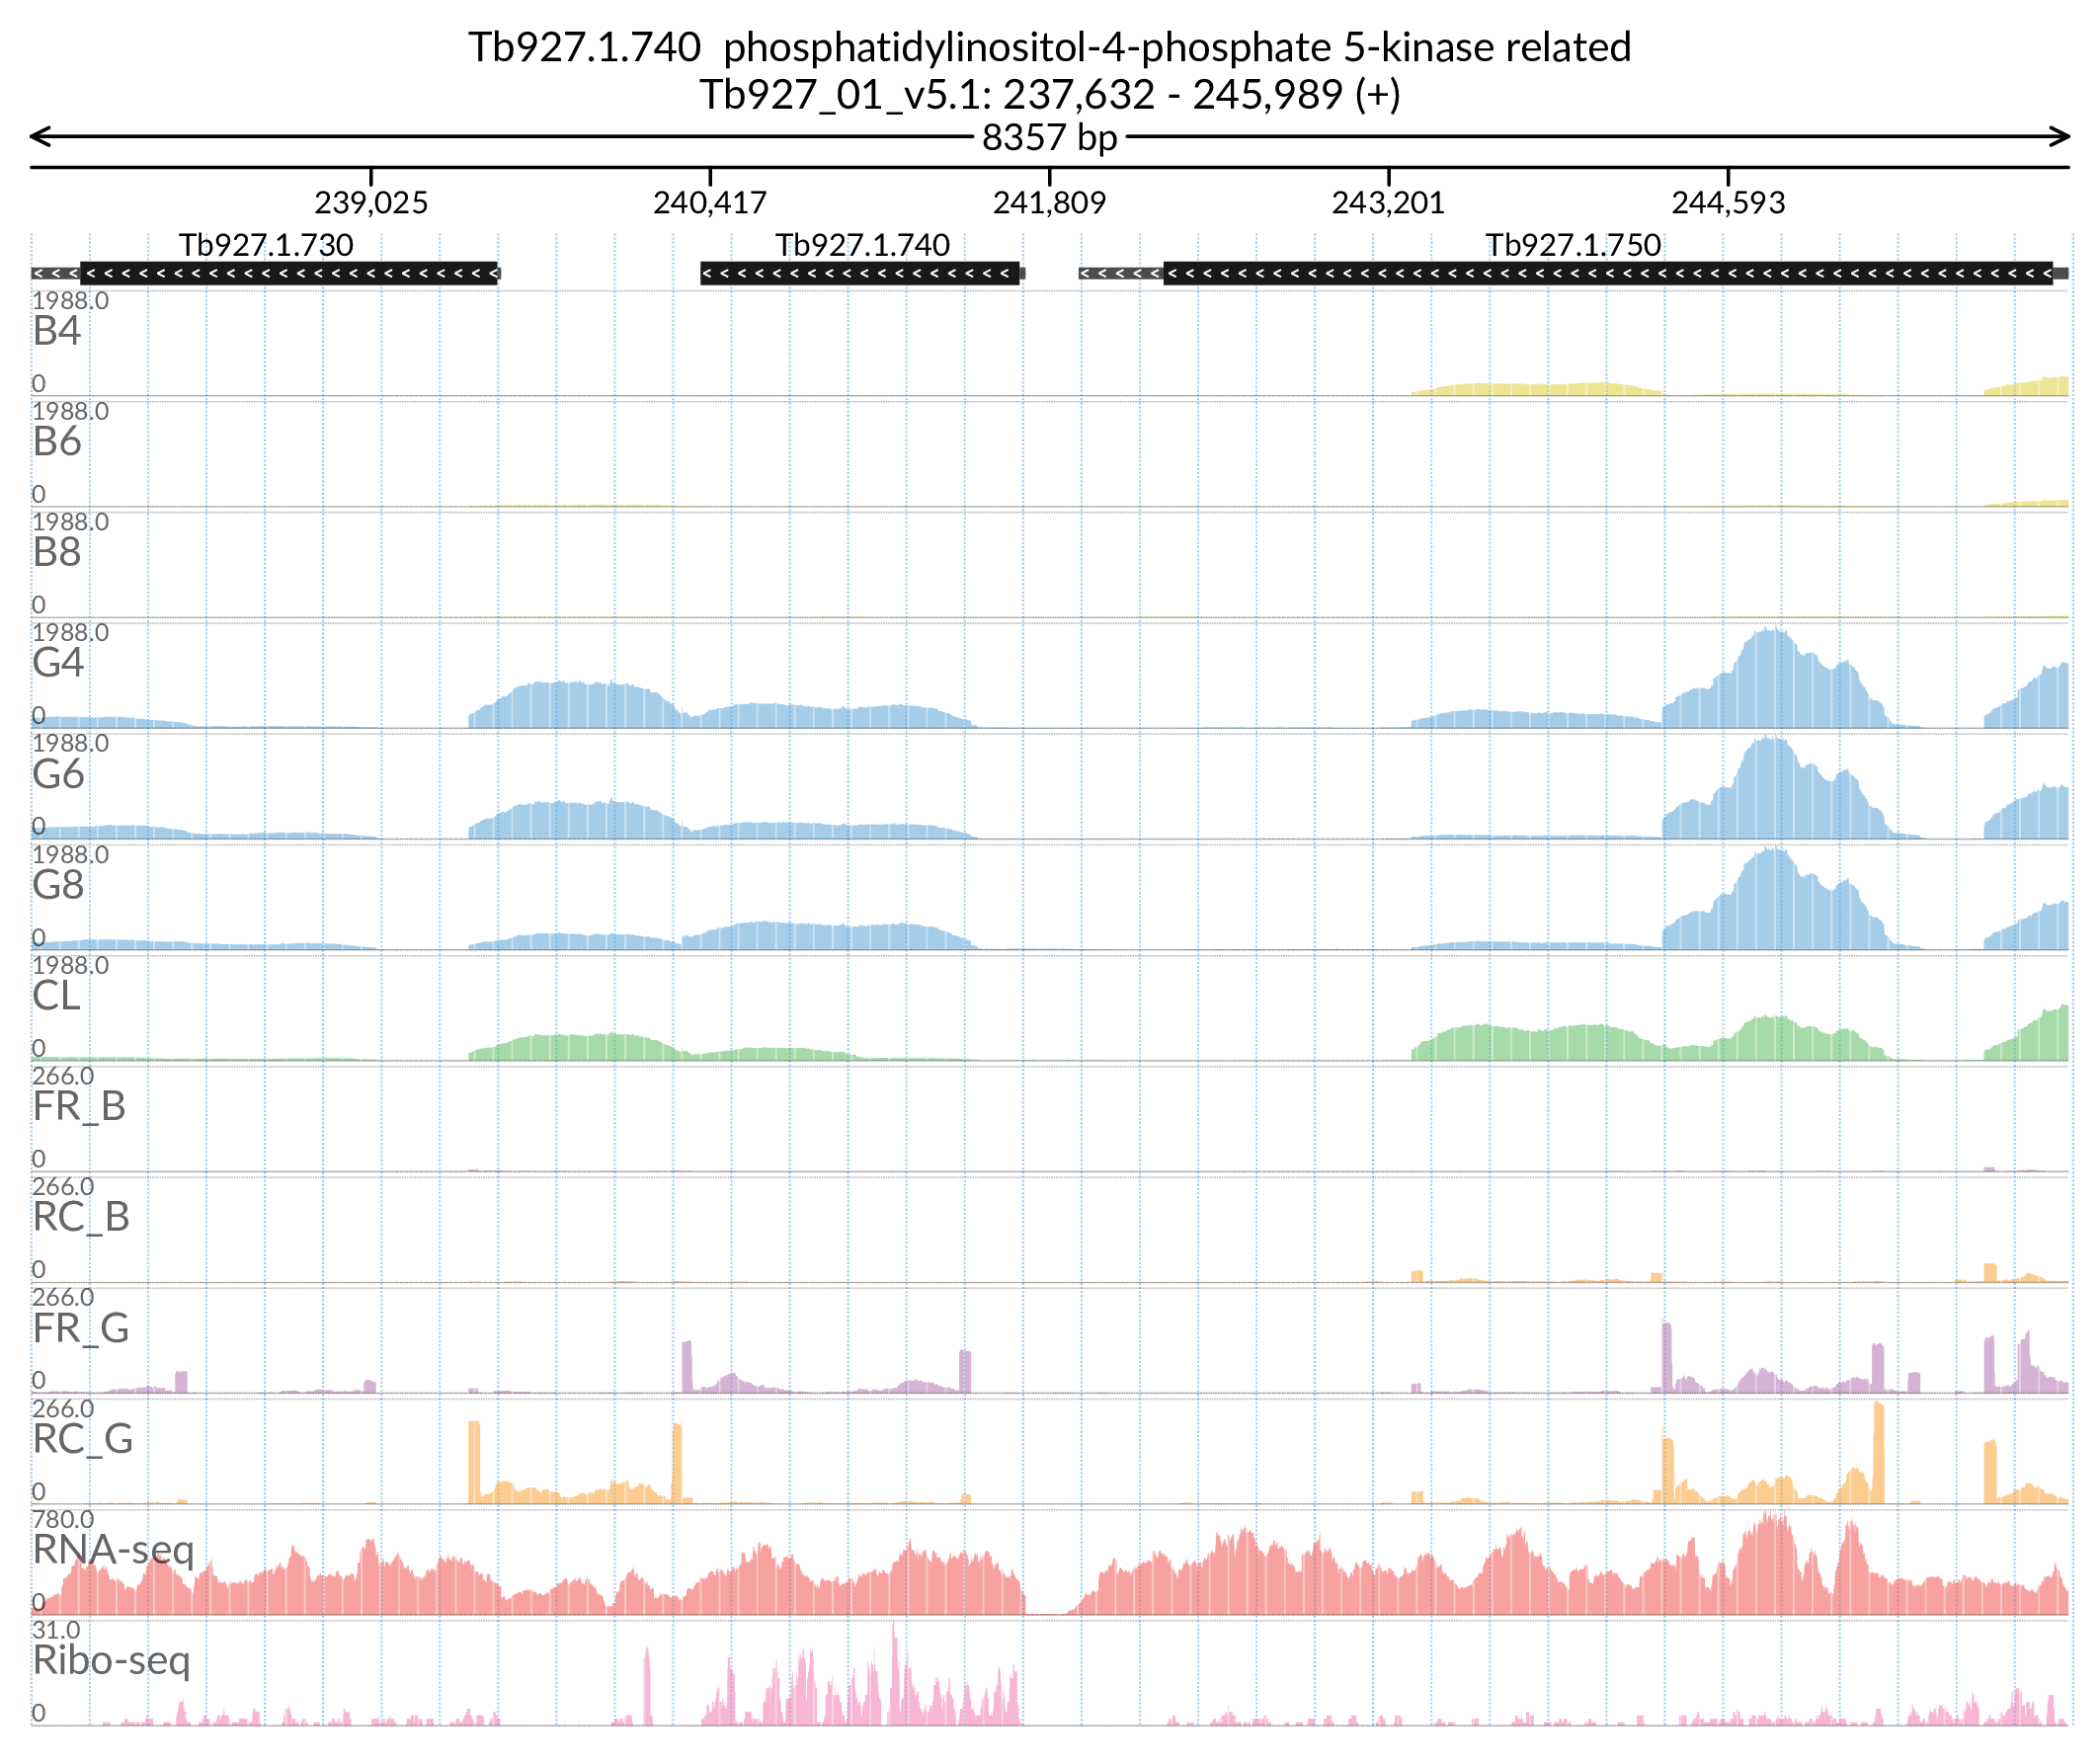 Tb927.1.740  phosphatidylinositol-4-phosphate 5-kinase related
Tb927_01_v5.1: 237,632 - 245,989 (+)
8357 bp
239,025 240,417 241,809 243,201 244,593
Tb927.1.730 Tb927.1.740 Tb927.1.750
1988.0
B4
0
1988.0
B6
0
1988.0
B8
0
1988.0
G4
0
1988.0
G6
0
1988.0
G8
0
1988.0
CL
0
266.0
FR_B
0
266.0
RC_B
0
266.0
FR_G
0
266.0
RC_G
0
780.0
RNA-seq
0
31.0
Ribo-seq
0